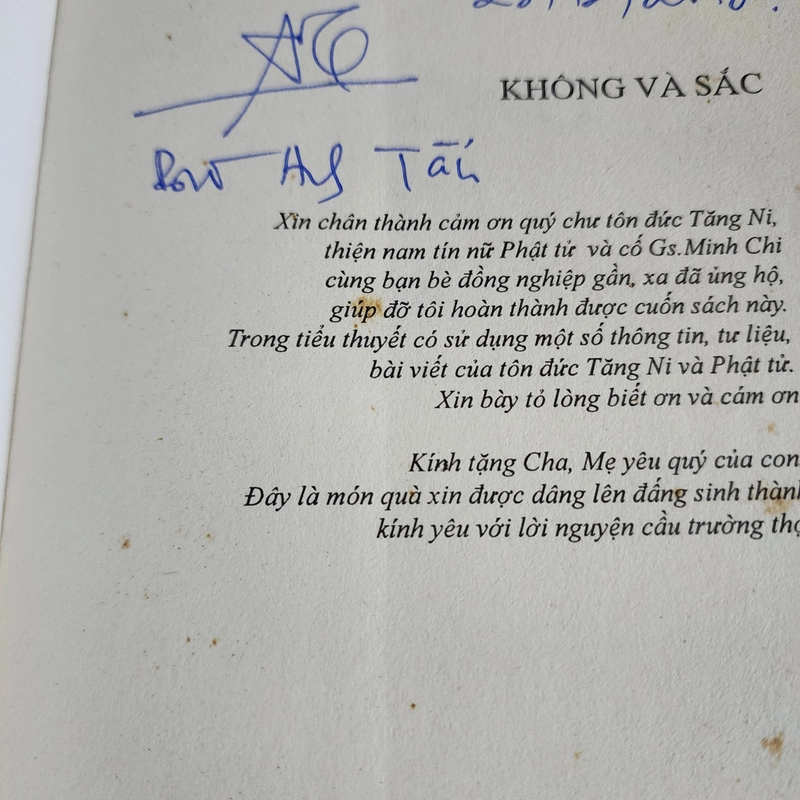 KHÔNG VÀ SẮC
Tấn
Xin chân thành cảm ơn quý chư tôn đức Tăng Ni,
thiện nam tín nữ Phật tử và cố Gs.Minh Chi
cùng bạn bè đồng nghiệp gần, xa đã ủng hộ,
giúp đỡ tôi hoàn thành được cuốn sách này.
Trong tiểu thuyết có sử dụng một số thông tin, tư liệu,
bài viết của tôn đức Tăng Ni và Phật tử.
Xin bày tỏ lòng biết ơn và cám ơn
Kính tặng Cha, Mẹ yêu quý của con
Đây là món quà xin được dâng lên đấng sinh thành
kính yêu với lời nguyện cầu trường